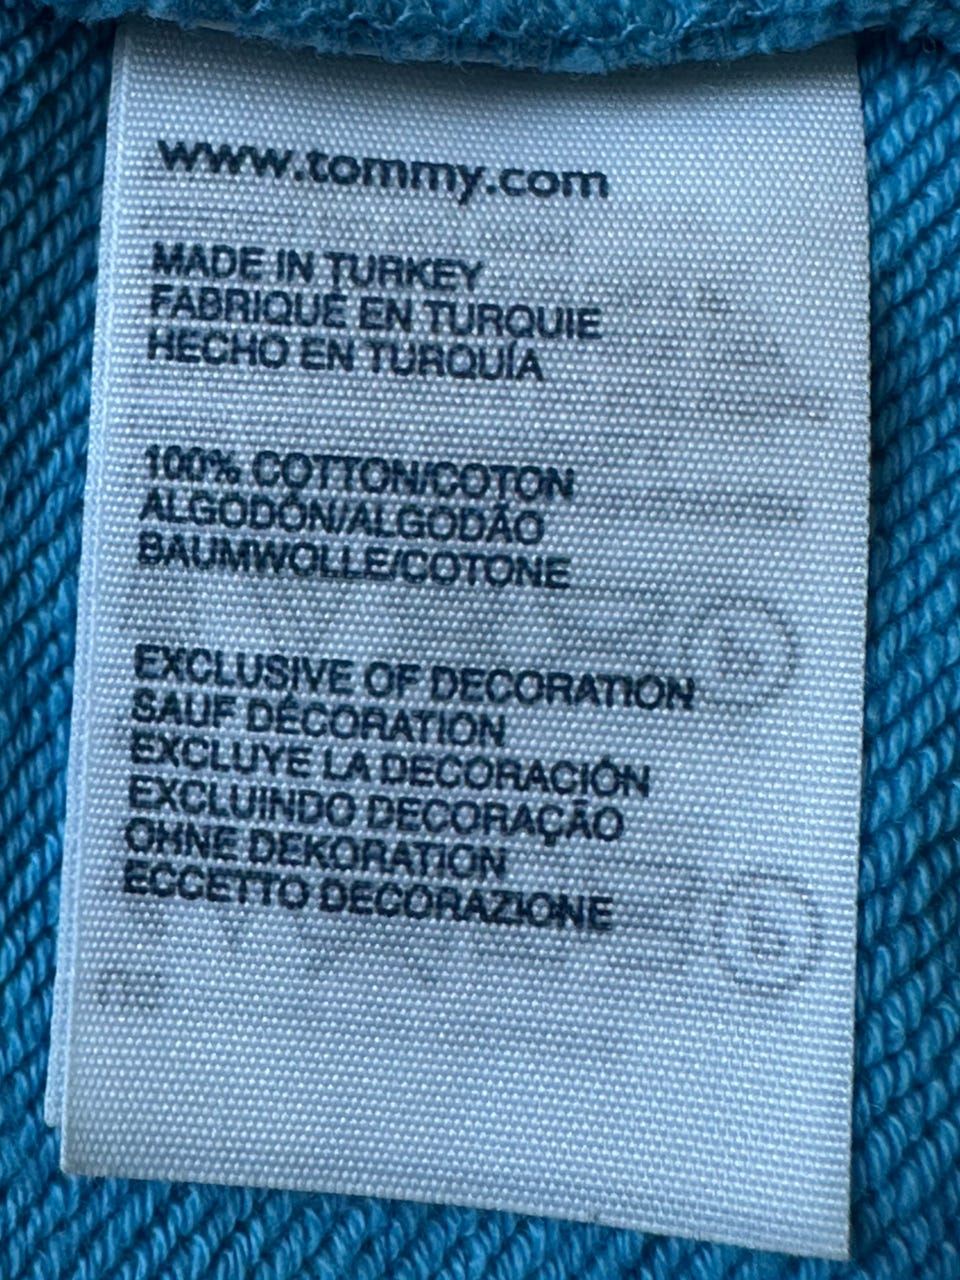 www.tommy.com
MADE IN TURKEY
FABRIQUÉ EN TURQUIE
HECHO EN TURQUÍA
100% COTTON/COTON
ALGODÓN/ALGODÃO
BAUMWOLLE/COTONE
EXCLUSIVE OF DECORATION
SAUF DÉCORATION
EXCLUYE LA DECORACIÓN
EXCLUINDO DECORAÇÃO
OHNE DEKORATION
ECCETTO DECORAZIONE